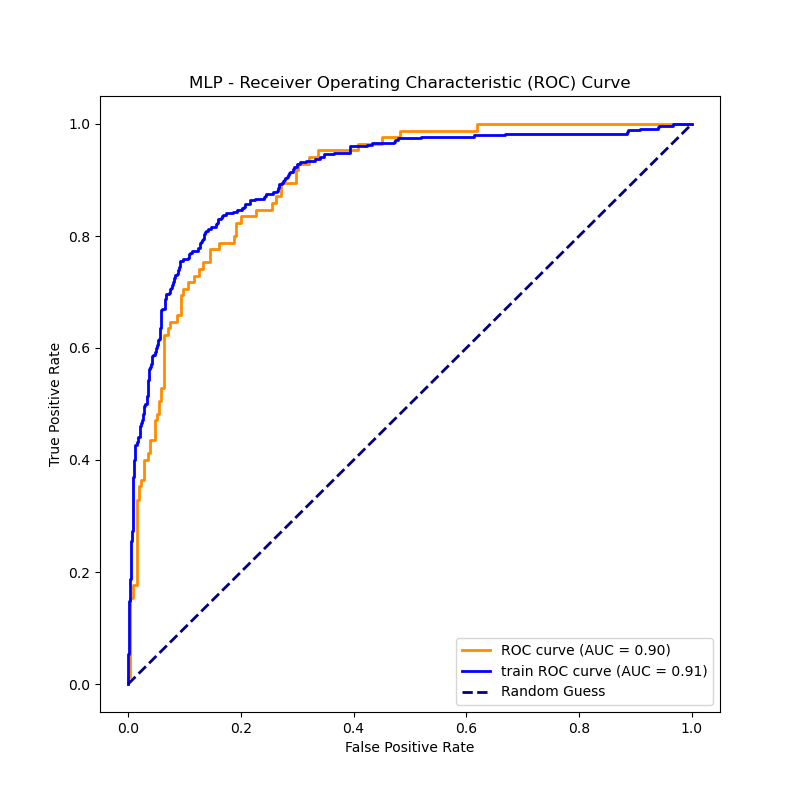 MLP - Receiver Operating Characteristic (ROC) Curve
1.0
0.8
0.6
0.4
0.2
0.0
True Positive Rate
ROC curve (AUC = 0.90)
train ROC curve (AUC = 0.91)
Random Guess
0.0 0.2 0.4 0.6 0.8 1.0
False Positive Rate